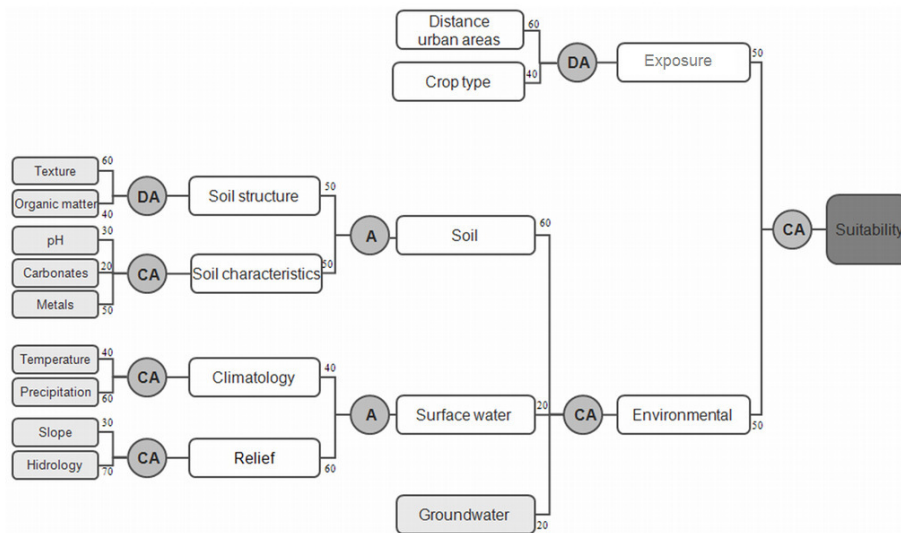 Distance
urban areas
60
Crop type
40
DA
Exposure
50
Texture
60
Organic matter
40
DA
Soil structure
50
pH
30
Carbonates
20
Metals
50
CA
Soil characteristics
50
A
Soil
60
Temperature
40
Precipitation
60
CA
Climatology
40
Slope
30
Hidrology
70
CA
Relief
60
A
Surface water
20
Groundwater
20
CA
Environmental
50
CA
Suitability